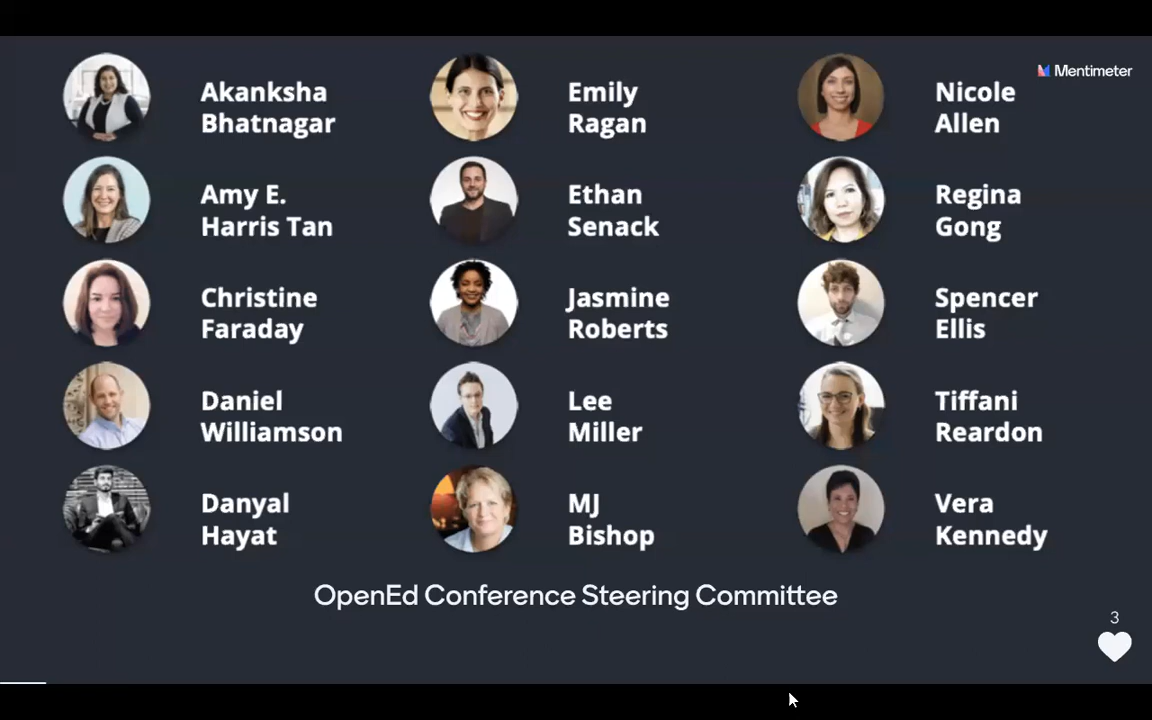 Mentimeter
Akanksha
Bhatnagar
Emily
Ragan
Nicole
Allen
Amy E.
Harris Tan
Ethan
Senack
Regina
Gong
Christine
Faraday
Jasmine
Roberts
Spencer
Ellis
Daniel
Williamson
Lee
Miller
Tiffani
Reardon
Danyal
Hayat
MJ
Bishop
Vera
Kennedy
OpenEd Conference Steering Committee
3